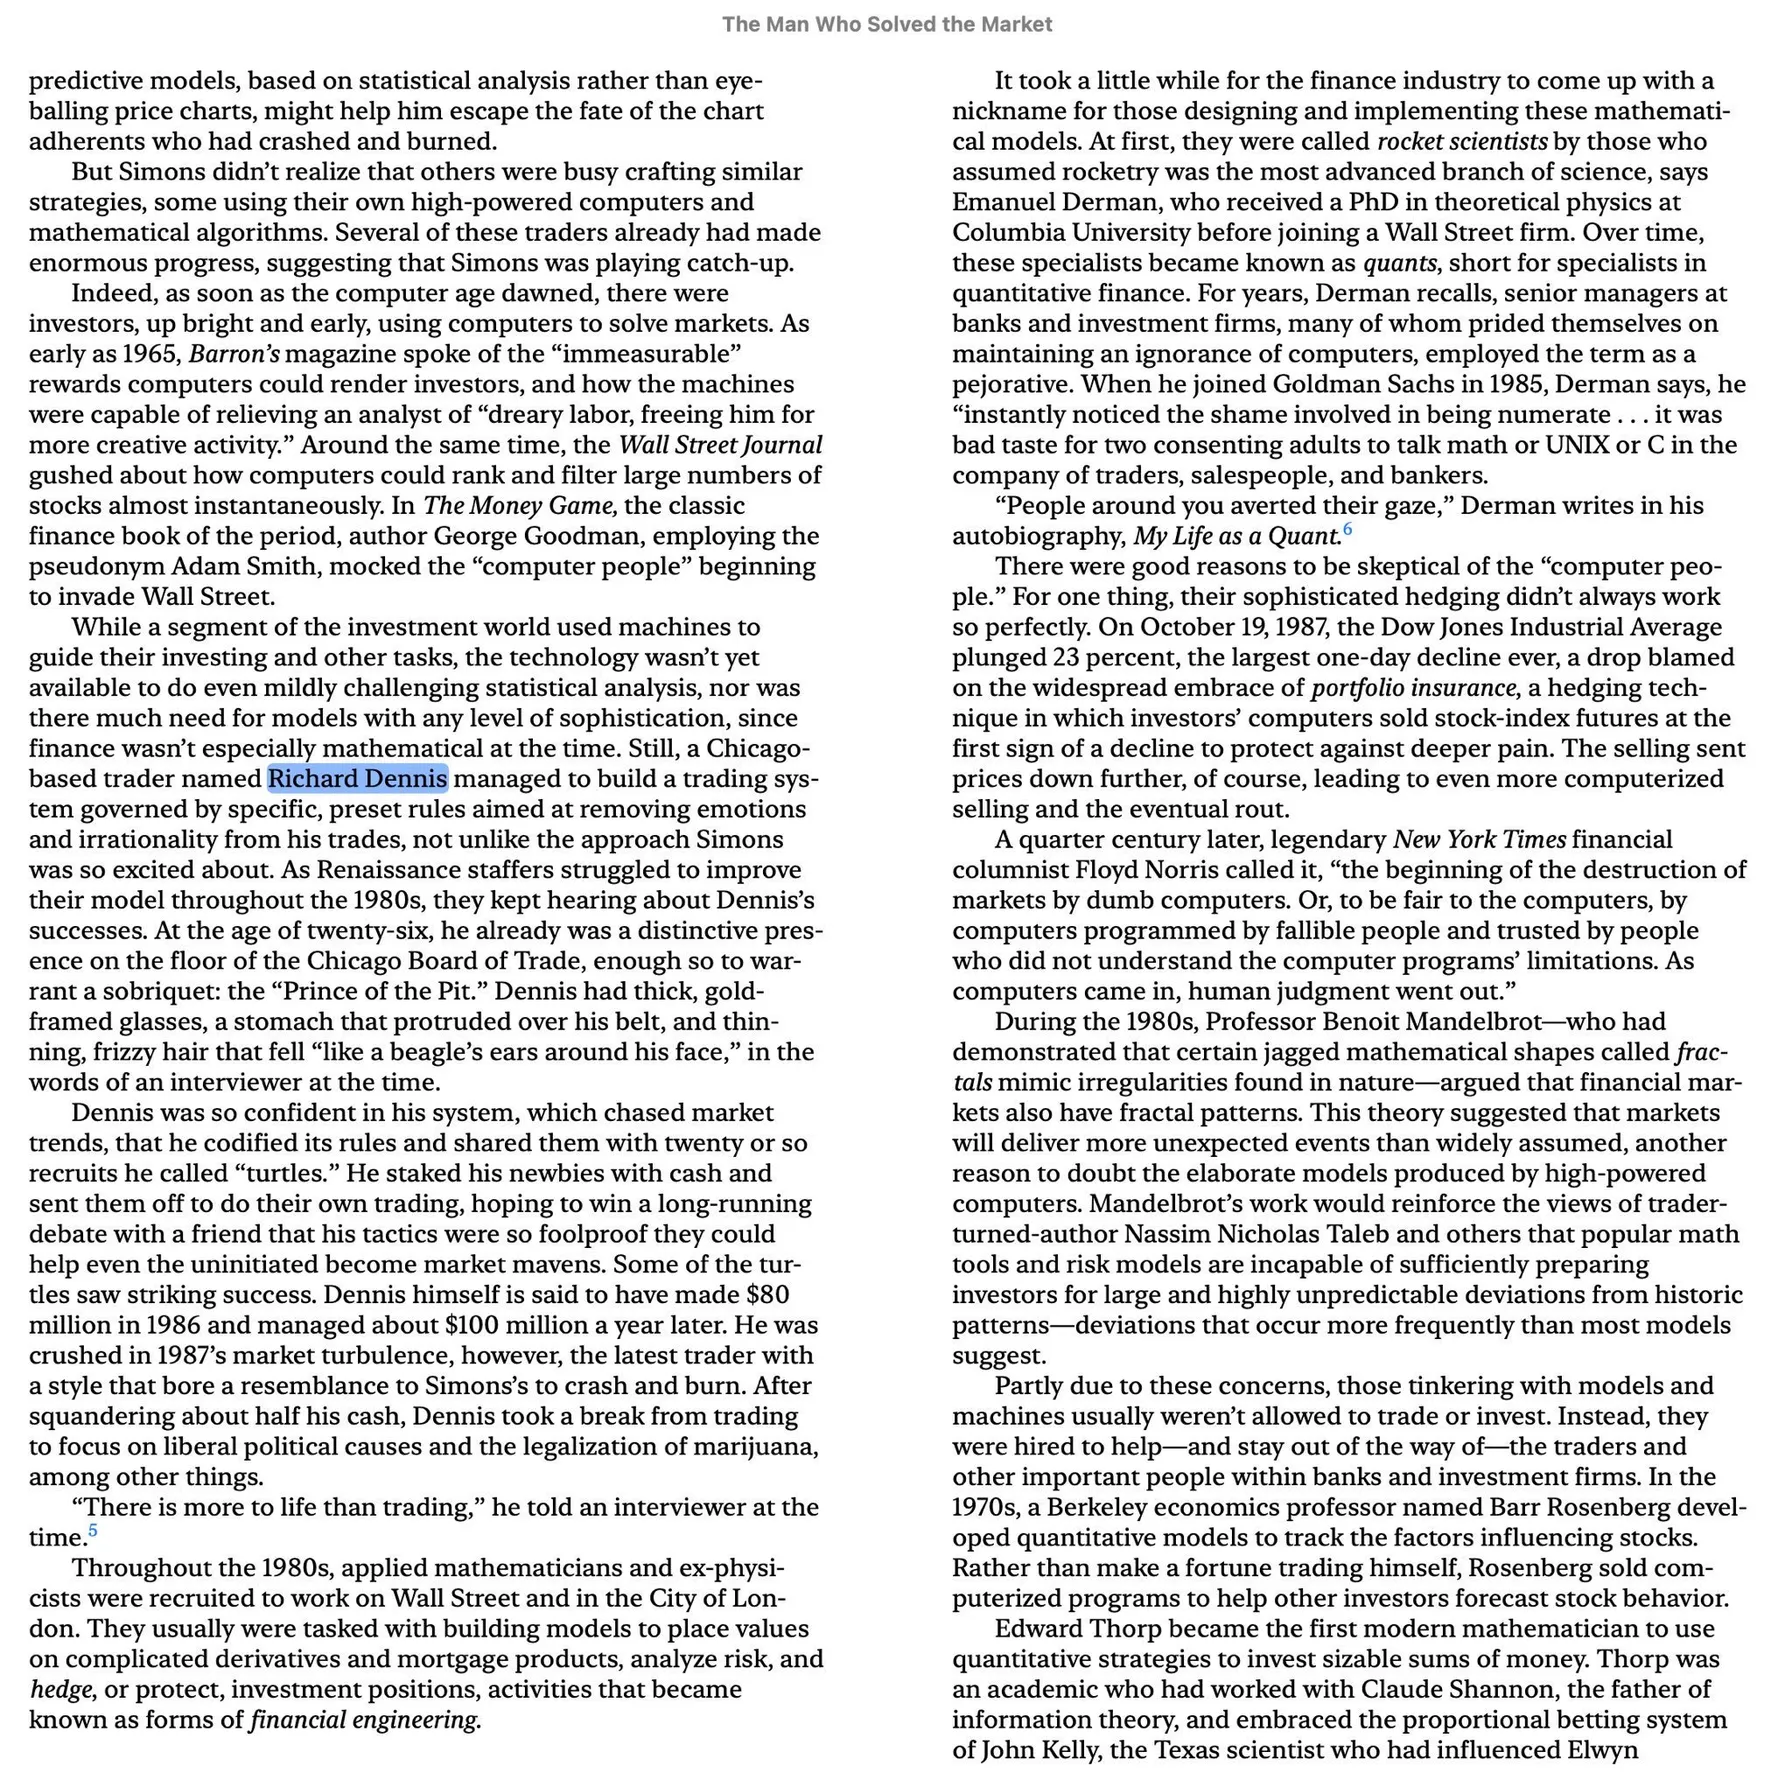 The Man Who Solved the Market
predictive models, based on statistical analysis rather than eye-
balling price charts, might help him escape the fate of the chart
adherents who had crashed and burned.
But Simons didn’t realize that others were busy crafting similar
strategies, some using their own high-powered computers and
mathematical algorithms. Several of these traders already had made
enormous progress, suggesting that Simons was playing catch-up.
Indeed, as soon as the computer age dawned, there were
investors, up bright and early, using computers to solve markets. As
early as 1965, Barron’s magazine spoke of the “immeasurable”
rewards computers could render investors, and how the machines
were capable of relieving an analyst of “dreary labor, freeing him for
more creative activity.” Around the same time, the Wall Street Journal
gushed about how computers could rank and filter large numbers of
stocks almost instantaneously. In The Money Game, the classic
finance book of the period, author George Goodman, employing the
pseudonym Adam Smith, mocked the “computer people” beginning
to invade Wall Street.
While a segment of the investment world used machines to
guide their investing and other tasks, the technology wasn’t yet
available to do even mildly challenging statistical analysis, nor was
there much need for models with any level of sophistication, since
finance wasn’t especially mathematical at the time. Still, a Chicago-
based trader named Richard Dennis managed to build a trading sys-
tem governed by specific, preset rules aimed at removing emotions
and irrationality from his trades, not unlike the approach Simons
was so excited about. As Renaissance staffers struggled to improve
their model throughout the 1980s, they kept hearing about Dennis’s
successes. At the age of twenty-six, he already was a distinctive pres-
ence on the floor of the Chicago Board of Trade, enough so to war-
rant a sobriquet: the “Prince of the Pit.” Dennis had thick, gold-
framed glasses, a stomach that protruded over his belt, and thin-
ning, frizzy hair that fell “like a beagle’s ears around his face,” in the
words of an interviewer at the time.
Dennis was so confident in his system, which chased market
trends, that he codified its rules and shared them with twenty or so
recruits he called “turtles.” He staked his newbies with cash and
sent them off to do their own trading, hoping to win a long-running
debate with a friend that his tactics were so foolproof they could
help even the uninitiated become market mavens. Some of the tur-
tles saw striking success. Dennis himself is said to have made $80
million in 1986 and managed about $100 million a year later. He was
crushed in 1987’s market turbulence, however, the latest trader with
a style that bore a resemblance to Simons’s to crash and burn. After
squandering about half his cash, Dennis took a break from trading
to focus on liberal political causes and the legalization of marijuana,
among other things.
“There is more to life than trading,” he told an interviewer at the
time.5
Throughout the 1980s, applied mathematicians and ex-physi-
cists were recruited to work on Wall Street and in the City of Lon-
don. They usually were tasked with building models to place values
on complicated derivatives and mortgage products, analyze risk, and
hedge, or protect, investment positions, activities that became
known as forms of financial engineering.
It took a little while for the finance industry to come up with a
nickname for those designing and implementing these mathemati-
cal models. At first, they were called rocket scientists by those who
assumed rocketry was the most advanced branch of science, says
Emanuel Derman, who received a PhD in theoretical physics at
Columbia University before joining a Wall Street firm. Over time,
these specialists became known as quants, short for specialists in
quantitative finance. For years, Derman recalls, senior managers at
banks and investment firms, many of whom prided themselves on
maintaining an ignorance of computers, employed the term as a
pejorative. When he joined Goldman Sachs in 1985, Derman says, he
“instantly noticed the shame involved in being numerate . . . it was
bad taste for two consenting adults to talk math or UNIX or C in the
company of traders, salespeople, and bankers.
“People around you averted their gaze,” Derman writes in his
autobiography, My Life as a Quant.6
There were good reasons to be skeptical of the “computer peo-
ple.” For one thing, their sophisticated hedging didn’t always work
so perfectly. On October 19, 1987, the Dow Jones Industrial Average
plunged 23 percent, the largest one-day decline ever, a drop blamed
on the widespread embrace of portfolio insurance, a hedging tech-
nique in which investors’ computers sold stock-index futures at the
first sign of a decline to protect against deeper pain. The selling sent
prices down further, of course, leading to even more computerized
selling and the eventual rout.
A quarter century later, legendary New York Times financial
columnist Floyd Norris called it, “the beginning of the destruction of
markets by dumb computers. Or, to be fair to the computers, by
computers programmed by fallible people and trusted by people
who did not understand the computer programs’ limitations. As
computers came in, human judgment went out.”
During the 1980s, Professor Benoit Mandelbrot—who had
demonstrated that certain jagged mathematical shapes called frac-
tals mimic irregularities found in nature—argued that financial mar-
kets also have fractal patterns. This theory suggested that markets
will deliver more unexpected events than widely assumed, another
reason to doubt the elaborate models produced by high-powered
computers. Mandelbrot’s work would reinforce the views of trader-
turned-author Nassim Nicholas Taleb and others that popular math
tools and risk models are incapable of sufficiently preparing
investors for large and highly unpredictable deviations from historic
patterns—deviations that occur more frequently than most models
suggest.
Partly due to these concerns, those tinkering with models and
machines usually weren’t allowed to trade or invest. Instead, they
were hired to help—and stay out of the way of—the traders and
other important people within banks and investment firms. In the
1970s, a Berkeley economics professor named Barr Rosenberg devel-
oped quantitative models to track the factors influencing stocks.
Rather than make a fortune trading himself, Rosenberg sold com-
puterized programs to help other investors forecast stock behavior.
Edward Thorp became the first modern mathematician to use
quantitative strategies to invest sizable sums of money. Thorp was
an academic who had worked with Claude Shannon, the father of
information theory, and embraced the proportional betting system
of John Kelly, the Texas scientist who had influenced Elwyn